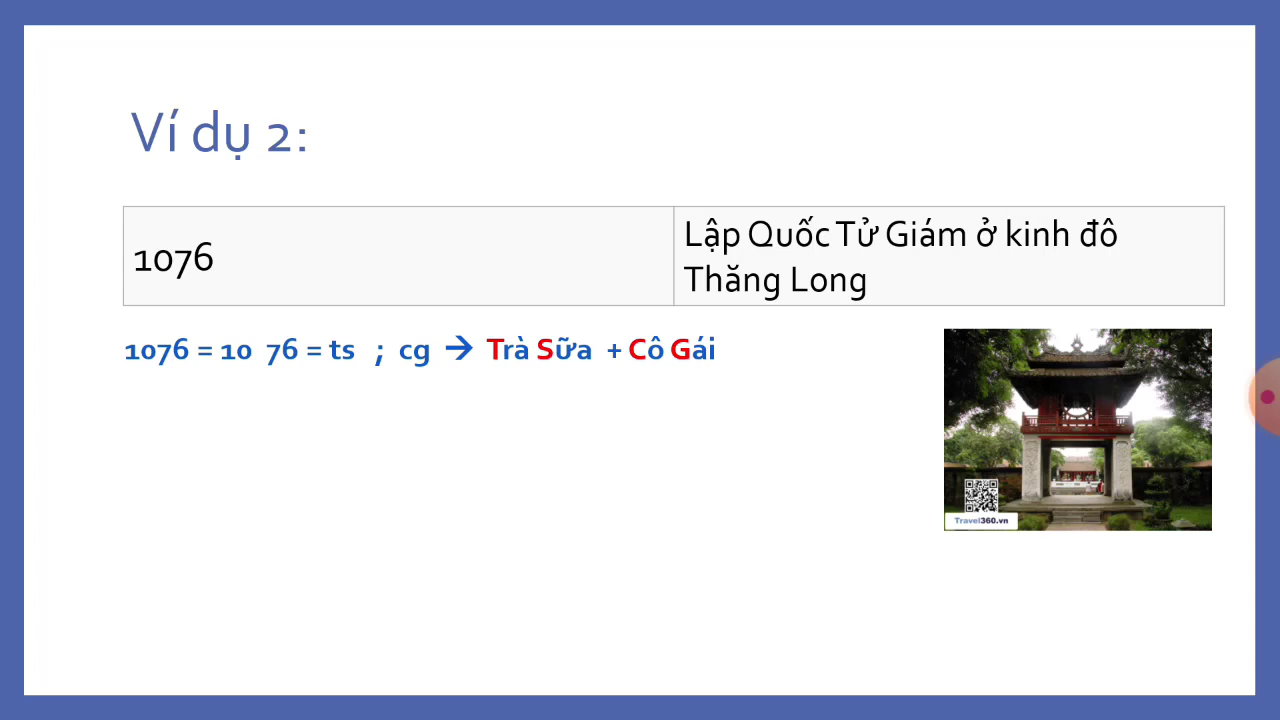 Ví dụ 2:
1076
Lập Quốc Tử Giám ở kinh đô
Thăng Long
1076 = 10 76 = ts ; cg → Trà Sữa + Cô Gái
Travel360.vn